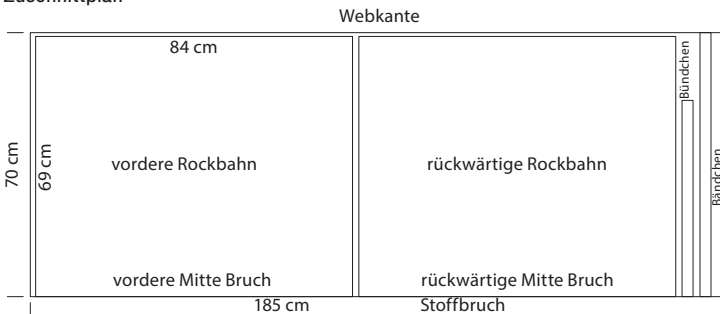 Zuschnittplan
Webkante
84 cm
70 cm
69 cm
vordere Rockbahn
rückwärtige Rockbahn
Bündchen
Bändchen
vordere Mitte Bruch
rückwärtige Mitte Bruch
185 cm
Stoffbruch